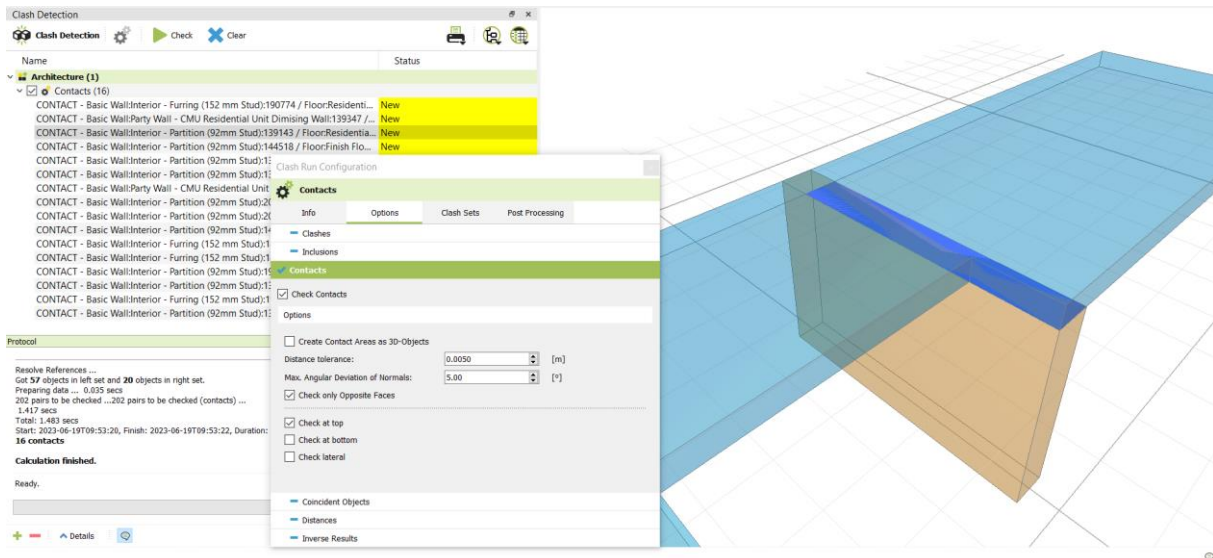 Clash Detection
Clash Detection Check Clear
Name Status
Architecture (1)
Contacts (16)
CONTACT - Basic Wall:Interior - Furring (152 mm Stud):190774 / Floor:Residenti... New
CONTACT - Basic Wall:Party Wall - CMU Residential Unit Dimising Wall:139347 /... New
CONTACT - Basic Wall:Interior - Partition (92mm Stud):139143 / Floor:Residentia... New
CONTACT - Basic Wall:Interior - Partition (92mm Stud):144518 / Floor:Finish Flo... New
CONTACT - Basic Wall:Interior - Partition (92mm Stud):13
CONTACT - Basic Wall:Interior - Partition (92mm Stud):13
CONTACT - Basic Wall:Party Wall - CMU Residential Unit
CONTACT - Basic Wall:Interior - Partition (92mm Stud):20
CONTACT - Basic Wall:Interior - Partition (92mm Stud):20
CONTACT - Basic Wall:Interior - Partition (92mm Stud):14
CONTACT - Basic Wall:Interior - Furring (152 mm Stud):1
CONTACT - Basic Wall:Interior - Furring (152 mm Stud):1
CONTACT - Basic Wall:Interior - Partition (92mm Stud):19
CONTACT - Basic Wall:Interior - Partition (92mm Stud):13
CONTACT - Basic Wall:Interior - Furring (152 mm Stud):1
CONTACT - Basic Wall:Interior - Partition (92mm Stud):13
Protocol
Resolve References ...
Got 57 objects in left set and 20 objects in right set.
Preparing data ... 0.035 secs
202 pairs to be checked ...202 pairs to be checked (contacts) ...
1.417 secs
Total: 1.483 secs
Start: 2023-06-19T09:53:20, Finish: 2023-06-19T09:53:22, Duration:
16 contacts
Calculation finished.
Ready.
Details
Clash Run Configuration
Contacts
Info Options Clash Sets Post Processing
Clashes
Inclusions
Contacts
Check Contacts
Options
Create Contact Areas as 3D-Objects
Distance tolerance: 0.0050 [m]
Max. Angular Deviation of Normals: 5.00 [°]
Check only Opposite Faces
Check at top
Check at bottom
Check lateral
Coincident Objects
Distances
Inverse Results